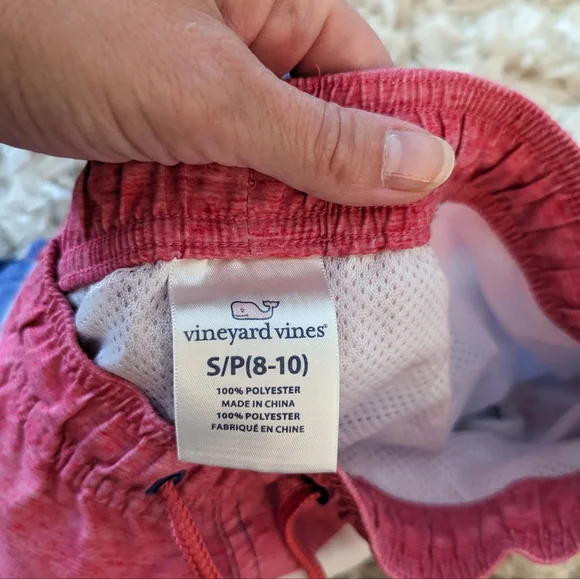 vineyard vines®
S/P(8-10)
100% POLYESTER
MADE IN CHINA
100% POLYESTER
FABRIQUÉ EN CHINE